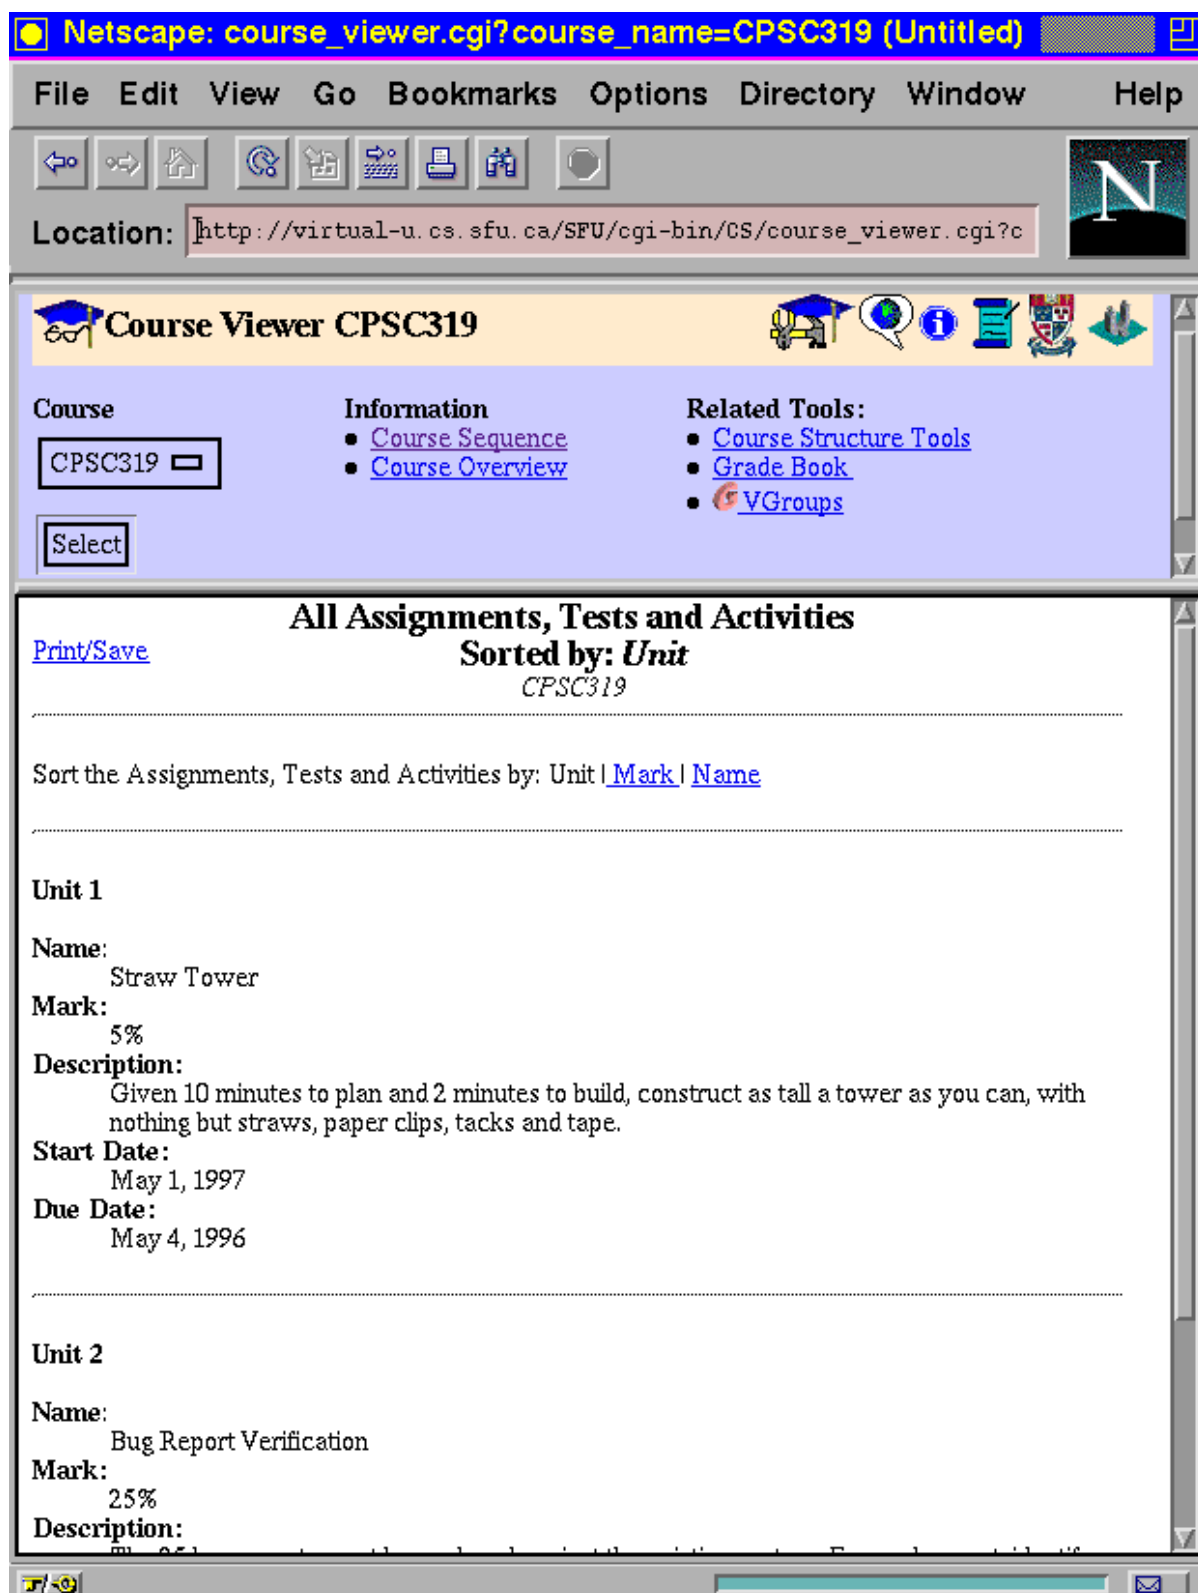 Netscape: course_viewer.cgi?course_name=CPSC319 (Untitled)
File Edit View Go Bookmarks Options Directory Window Help
N
Location: http://virtual-u.cs.sfu.ca/SFU/cgi-bin/CS/course_viewer.cgi?c
Course Viewer CPSC319
Course
CPSC319
Select
Information
Course Sequence
Course Overview
Related Tools:
Course Structure Tools
Grade Book
VGroups
All Assignments, Tests and Activities
Print/Save
Sorted by: Unit
CPSC319
Sort the Assignments, Tests and Activities by: Unit | Mark | Name
Unit 1
Name:
Straw Tower
Mark:
5%
Description:
Given 10 minutes to plan and 2 minutes to build, construct as tall a tower as you can, with
nothing but straws, paper clips, tacks and tape.
Start Date:
May 1, 1997
Due Date:
May 4, 1996
Unit 2
Name:
Bug Report Verification
Mark:
25%
Description: